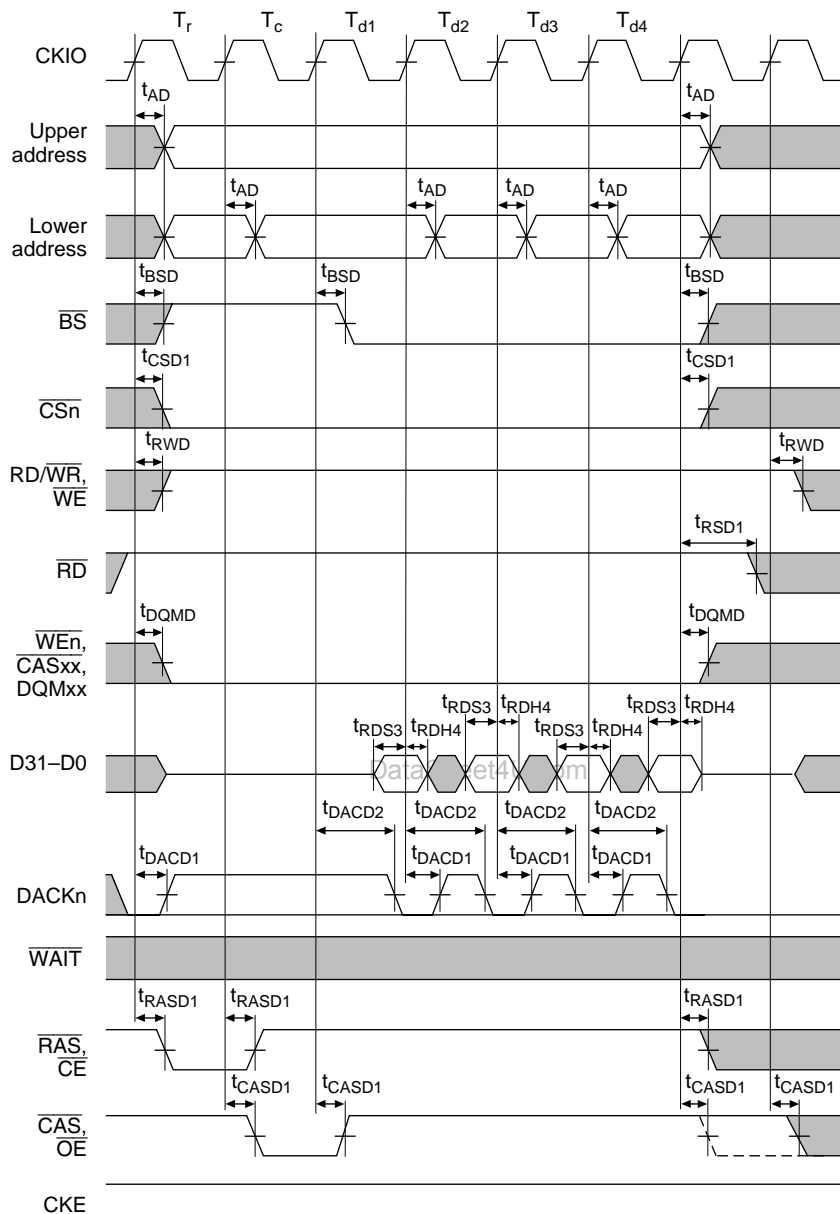 Tr Tc Td1 Td2 Td3 Td4
CKIO
tAD tAD
Upper
address
tAD tAD tAD tAD
Lower
address
tBSD tBSD tBSD
BS
tCSD1 tCSD1
CSn
tRWD tRWD
RD/WR,
WE
tRSD1
RD
tDQMD tDQMD
WEn,
CASxx,
DQMxx
tRDS3 tRDH4 tRDS3 tRDH4 tRDS3 tRDH4 tRDS3 tRDH4
D31–D0
tDACD2 tDACD2 tDACD2 tDACD2
tDACD1 tDACD1 tDACD1 tDACD1
DACKn
WAIT
tRASD1 tRASD1 tRASD1
RAS,
CE
tCASD1 tCASD1 tCASD1 tCASD1
CAS,
OE
CKE